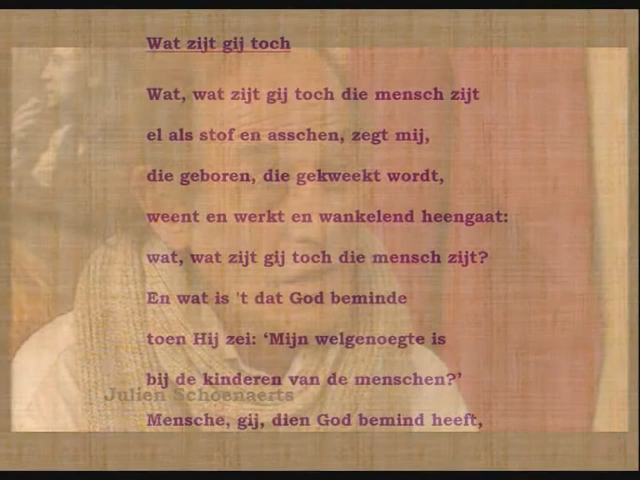 Wat zijt gij toch
Wat, wat zijt gij toch die mensch zijt
el als stof en asschen, zegt mij,
die geboren, die gekweekt wordt,
weent en werkt en wankelend heengaat:
wat, wat zijt gij toch die mensch zijt?
En wat is 't dat God beminde
toen Hij zei: ‘Mijn welgenoegte is
bij de kinderen van de menschen?’
Julien Schoenaerts
Mensche, gij, dien God bemind heeft,